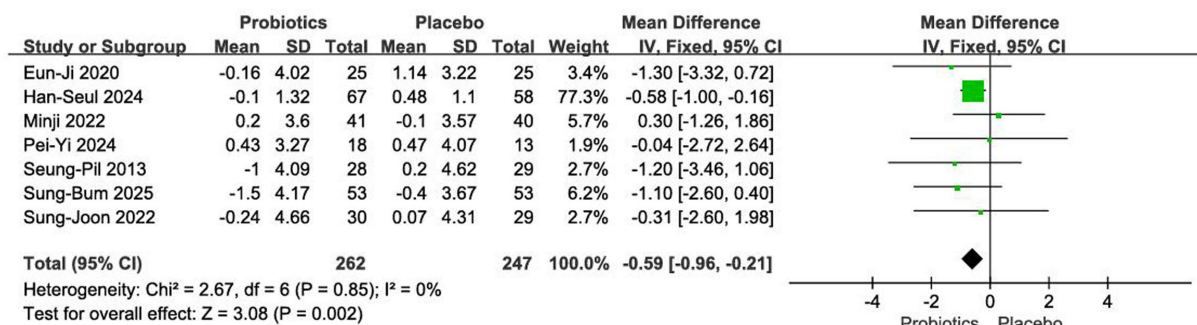 Probiotics Placebo Mean Difference Mean Difference
Study or Subgroup Mean SD Total Mean SD Total Weight IV, Fixed, 95% CI IV, Fixed, 95% CI
Eun-Ji 2020 -0.16 4.02 25 1.14 3.22 25 3.4% -1.30 [-3.32, 0.72]
Han-Seul 2024 -0.1 1.32 67 0.48 1.1 58 77.3% -0.58 [-1.00, -0.16]
Minji 2022 0.2 3.6 41 -0.1 3.57 40 5.7% 0.30 [-1.26, 1.86]
Pei-Yi 2024 0.43 3.27 18 0.47 4.07 13 1.9% -0.04 [-2.72, 2.64]
Seung-Pil 2013 -1 4.09 28 0.2 4.62 29 2.7% -1.20 [-3.46, 1.06]
Sung-Bum 2025 -1.5 4.17 53 -0.4 3.67 53 6.2% -1.10 [-2.60, 0.40]
Sung-Joon 2022 -0.24 4.66 30 0.07 4.31 29 2.7% -0.31 [-2.60, 1.98]
Total (95% CI) 262 247 100.0% -0.59 [-0.96, -0.21]
Heterogeneity: Chi² = 2.67, df = 6 (P = 0.85); I² = 0%
Test for overall effect: Z = 3.08 (P = 0.002)
-4 -2 0 2 4
Probiotics Placebo